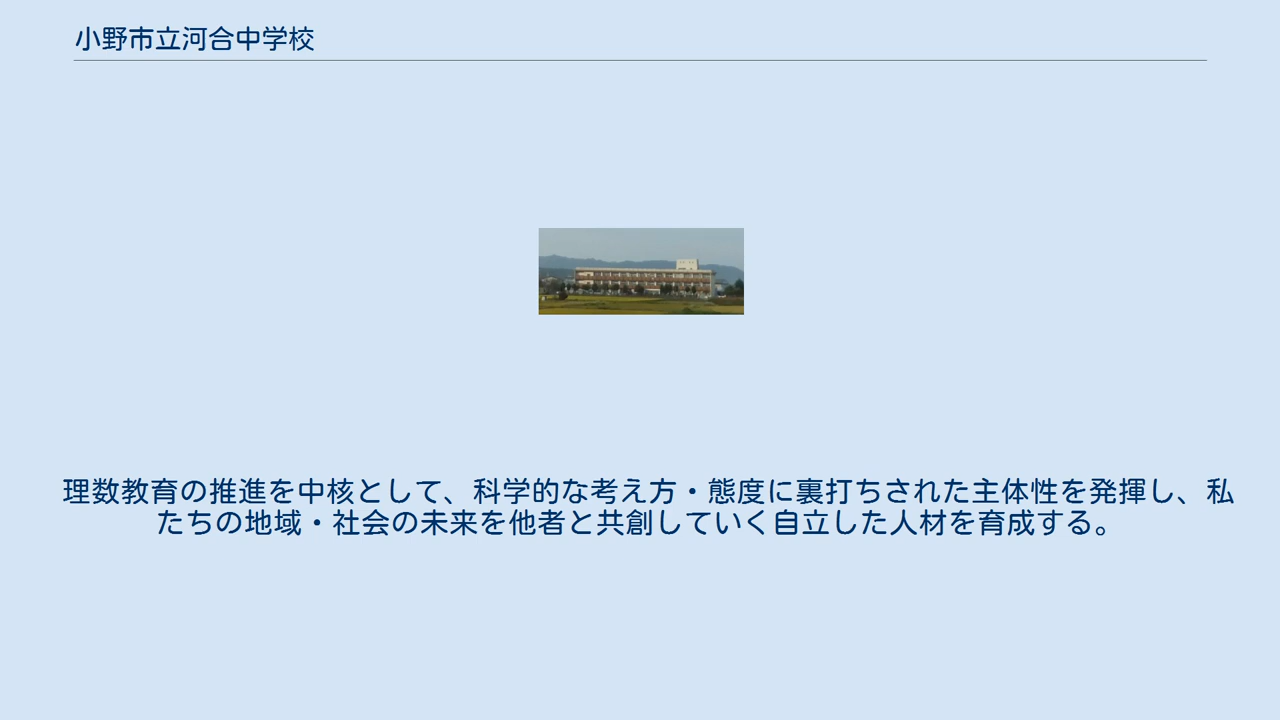 小野市立河合中学校
理数教育の推進を中核として、科学的な考え方・態度に裏打ちされた主体性を発揮し、私
たちの地域・社会の未来を他者と共創していく自立した人材を育成する。